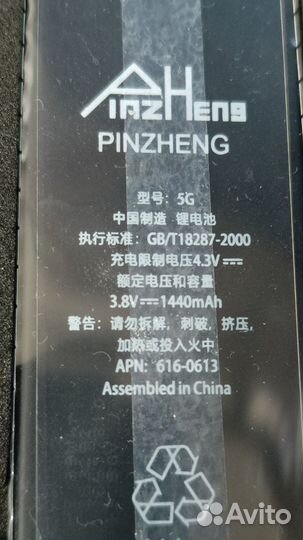 PINZHENG
PINZHENG
型号: 5G
中国制造 锂电池
执行标准: GB/T18287-2000
充电限制电压4.3V⎓
额定电压和容量
3.8V⎓1440mAh
警告: 请勿拆解, 刺破, 挤压,
加热或投入火中
APN: 616-0613
Assembled in China
Avito